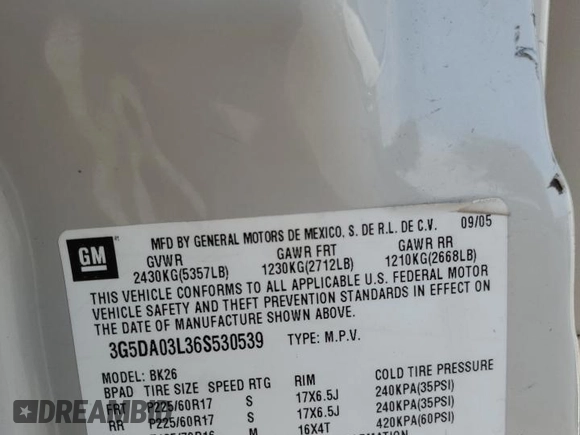 GM
MFD BY GENERAL MOTORS DE MEXICO, S. DE R.L. DE C.V. 09/05
GVWR GAWR FRT GAWR RR
2430KG(5357LB) 1230KG(2712LB) 1210KG(2668LB)
THIS VEHICLE CONFORMS TO ALL APPLICABLE U.S. FEDERAL MOTOR
VEHICLE SAFETY AND THEFT PREVENTION STANDARDS IN EFFECT ON
THE DATE OF MANUFACTURE SHOWN ABOVE.
3G5DA03L36S530539 TYPE: M.P.V.
MODEL: BK26
BPAD TIRE SIZE SPEED RTG RIM COLD TIRE PRESSURE
FRT P225/60R17 S 17X6.5J 240KPA(35PSI)
RR P225/60R17 S 17X6.5J 240KPA(35PSI)
M 16X4T 420KPA(60PSI)
DREAMBID